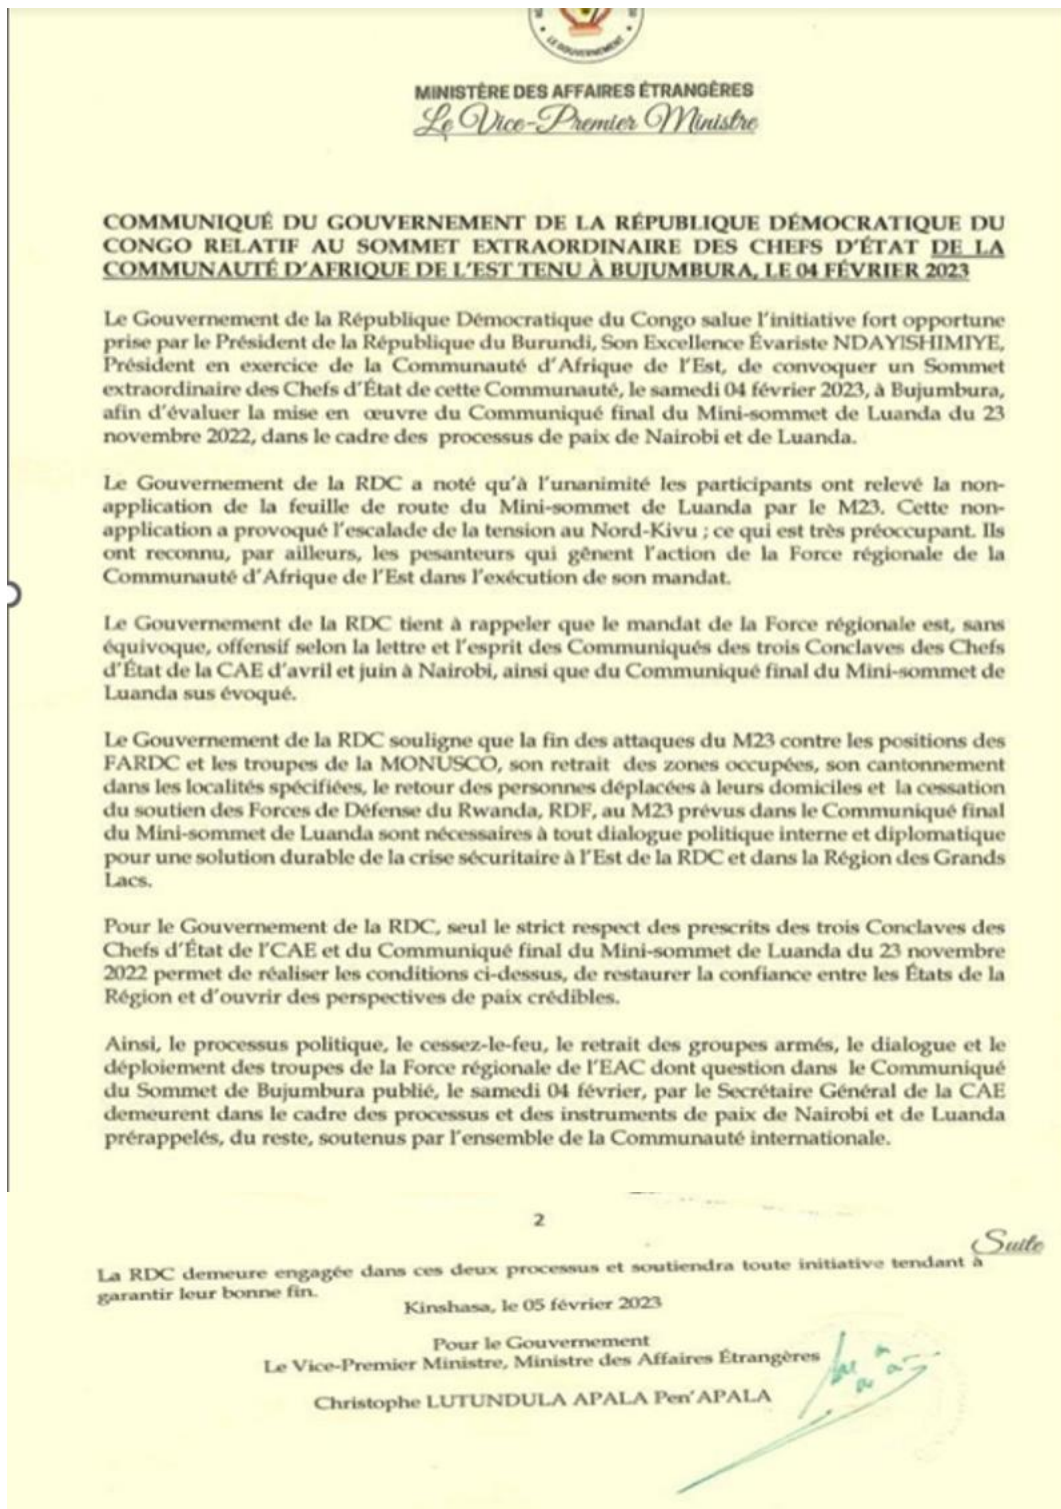 LE GOUVERNEMENT
MINISTÈRE DES AFFAIRES ÉTRANGÈRES
Le Vice-Premier Ministre
COMMUNIQUÉ DU GOUVERNEMENT DE LA RÉPUBLIQUE DÉMOCRATIQUE DU
CONGO RELATIF AU SOMMET EXTRAORDINAIRE DES CHEFS D'ÉTAT DE LA
COMMUNAUTÉ D'AFRIQUE DE L'EST TENU À BUJUMBURA, LE 04 FÉVRIER 2023
Le Gouvernement de la République Démocratique du Congo salue l'initiative fort opportune
prise par le Président de la République du Burundi, Son Excellence Évariste NDAYISHIMIYE,
Président en exercice de la Communauté d'Afrique de l'Est, de convoquer un Sommet
extraordinaire des Chefs d'État de cette Communauté, le samedi 04 février 2023, à Bujumbura,
afin d'évaluer la mise en œuvre du Communiqué final du Mini-sommet de Luanda du 23
novembre 2022, dans le cadre des processus de paix de Nairobi et de Luanda.
Le Gouvernement de la RDC a noté qu'à l'unanimité les participants ont relevé la non-
application de la feuille de route du Mini-sommet de Luanda par le M23. Cette non-
application a provoqué l'escalade de la tension au Nord-Kivu ; ce qui est très préoccupant. Ils
ont reconnu, par ailleurs, les pesanteurs qui gênent l'action de la Force régionale de la
Communauté d'Afrique de l'Est dans l'exécution de son mandat.
Le Gouvernement de la RDC tient à rappeler que le mandat de la Force régionale est, sans
équivoque, offensif selon la lettre et l'esprit des Communiqués des trois Conclaves des Chefs
d'État de la CAE d'avril et juin à Nairobi, ainsi que du Communiqué final du Mini-sommet de
Luanda sus évoqué.
Le Gouvernement de la RDC souligne que la fin des attaques du M23 contre les positions des
FARDC et les troupes de la MONUSCO, son retrait des zones occupées, son cantonnement
dans les localités spécifiées, le retour des personnes déplacées à leurs domiciles et la cessation
du soutien des Forces de Défense du Rwanda, RDF, au M23 prévus dans le Communiqué final
du Mini-sommet de Luanda sont nécessaires à tout dialogue politique interne et diplomatique
pour une solution durable de la crise sécuritaire à l'Est de la RDC et dans la Région des Grands
Lacs.
Pour le Gouvernement de la RDC, seul le strict respect des prescrits des trois Conclaves des
Chefs d'État de l'CAE et du Communiqué final du Mini-sommet de Luanda du 23 novembre
2022 permet de réaliser les conditions ci-dessus, de restaurer la confiance entre les États de la
Région et d'ouvrir des perspectives de paix crédibles.
Ainsi, le processus politique, le cessez-le-feu, le retrait des groupes armés, le dialogue et le
déploiement des troupes de la Force régionale de l'EAC dont question dans le Communiqué
du Sommet de Bujumbura publié, le samedi 04 février, par le Secrétaire Général de la CAE
demeurent dans le cadre des processus et des instruments de paix de Nairobi et de Luanda
prérappelés, du reste, soutenus par l'ensemble de la Communauté internationale.
2
Suite
La RDC demeure engagée dans ces deux processus et soutiendra toute initiative tendant à
garantir leur bonne fin.
Kinshasa, le 05 février 2023
Pour le Gouvernement
Le Vice-Premier Ministre, Ministre des Affaires Étrangères
Christophe LUTUNDULA APALA Pen'APALA